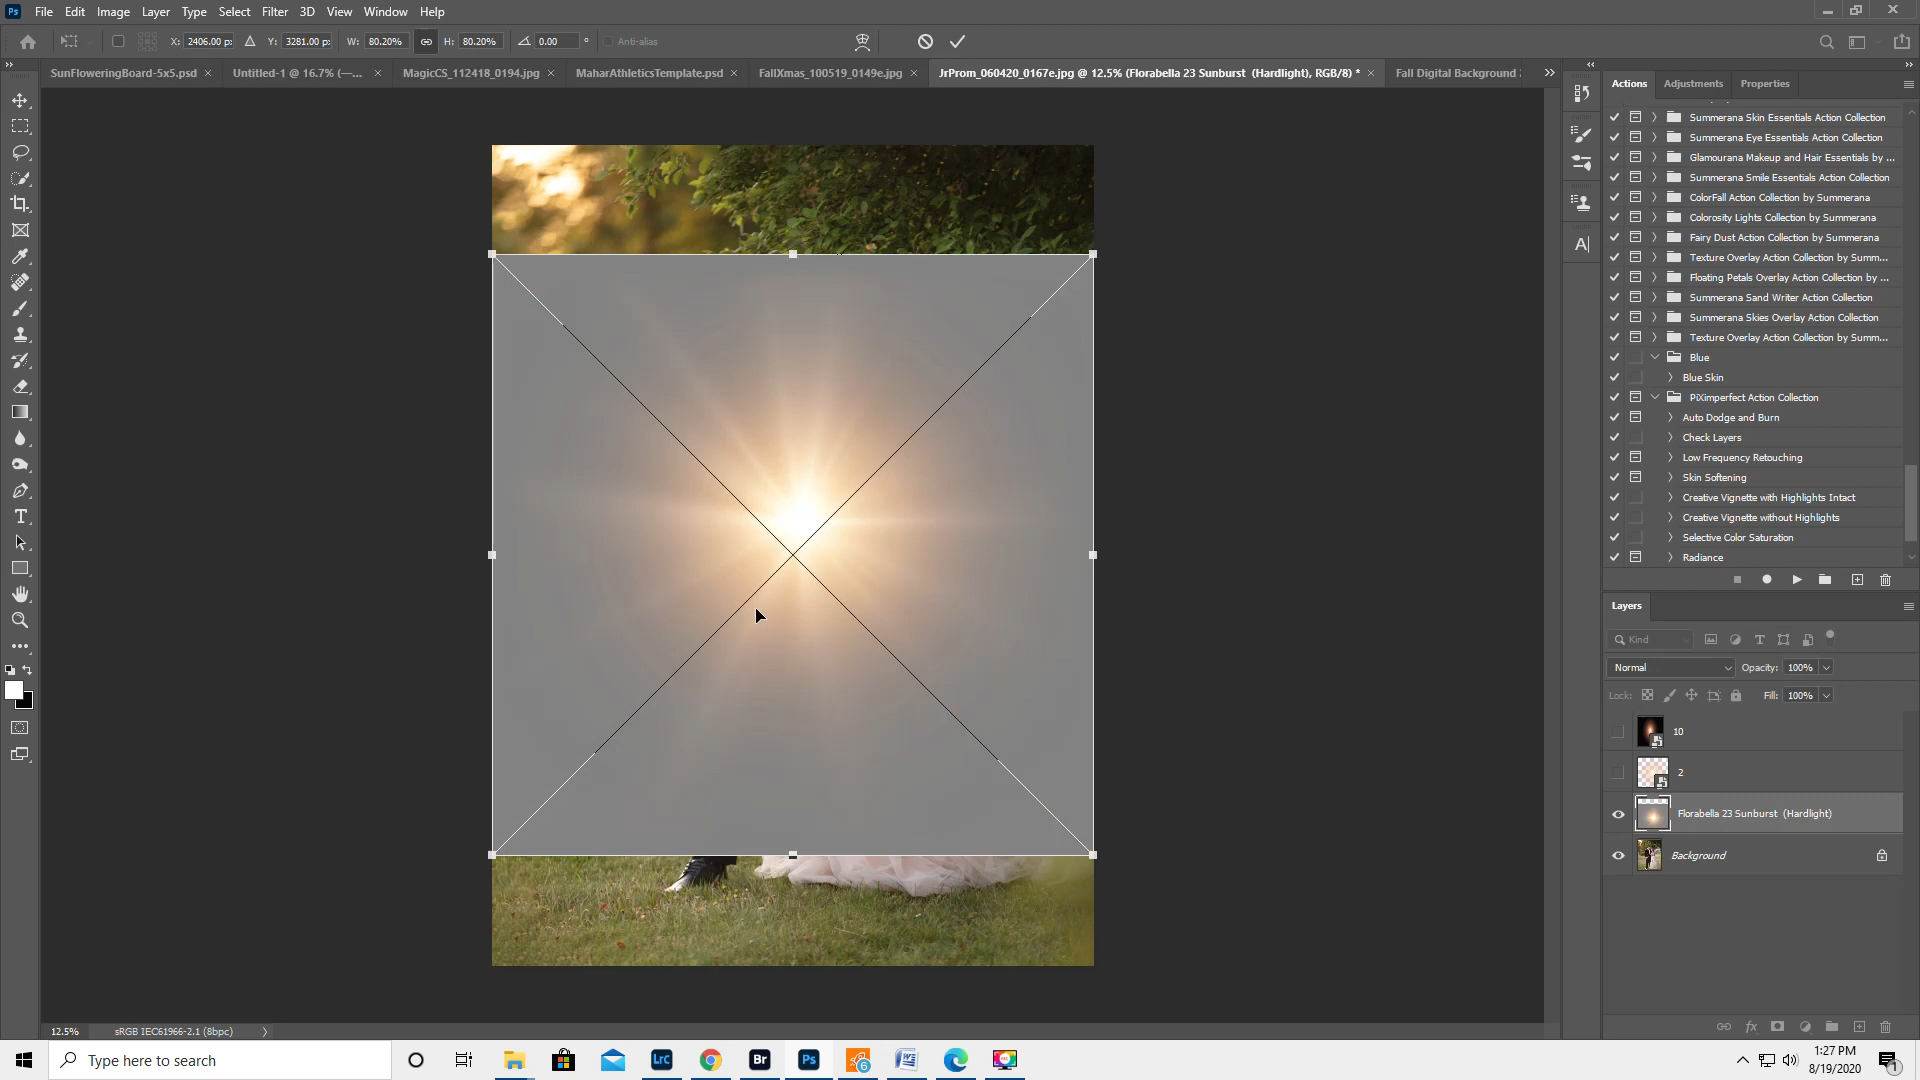 Ps File Edit Image Layer Type Select Filter 3D View Window Help
X: 2406.00 p: Y: 3281.00 p: W: 80.20% H: 80.20% 0.00 ° Anti-alias
SunFloweringBoard-5x5.psd × Untitled-1 @ 16.7% (—... × MagicCS_112418_0194.jpg × MaharAthleticsTemplate.psd × FallXmas_100519_0149e.jpg × JrProm_060420_0167e.jpg @ 12.5% (Florabella 23 Sunburst (Hardlight), RGB/8) * × Fall Digital Background
Actions Adjustments Properties
Summerana Skin Essentials Action Collection
Summerana Eye Essentials Action Collection
Glamourana Makeup and Hair Essentials by ...
Summerana Smile Essentials Action Collection
ColorFall Action Collection by Summerana
Colorosity Lights Collection by Summerana
Fairy Dust Action Collection by Summerana
Texture Overlay Action Collection by Summ...
Floating Petals Overlay Action Collection by ...
Summerana Sand Writer Action Collection
Summerana Skies Overlay Action Collection
Texture Overlay Action Collection by Summ...
Blue
Blue Skin
PiXimperfect Action Collection
Auto Dodge and Burn
Check Layers
Low Frequency Retouching
Skin Softening
Creative Vignette with Highlights Intact
Creative Vignette without Highlights
Selective Color Saturation
Radiance
Layers
Kind
Normal Opacity: 100%
Lock: Fill: 100%
10
2
Florabella 23 Sunburst (Hardlight)
Background
12.5% sRGB IEC61966-2.1 (8bpc)
Type here to search LrC Br Ps 6 1:27 PM
8/19/2020 1